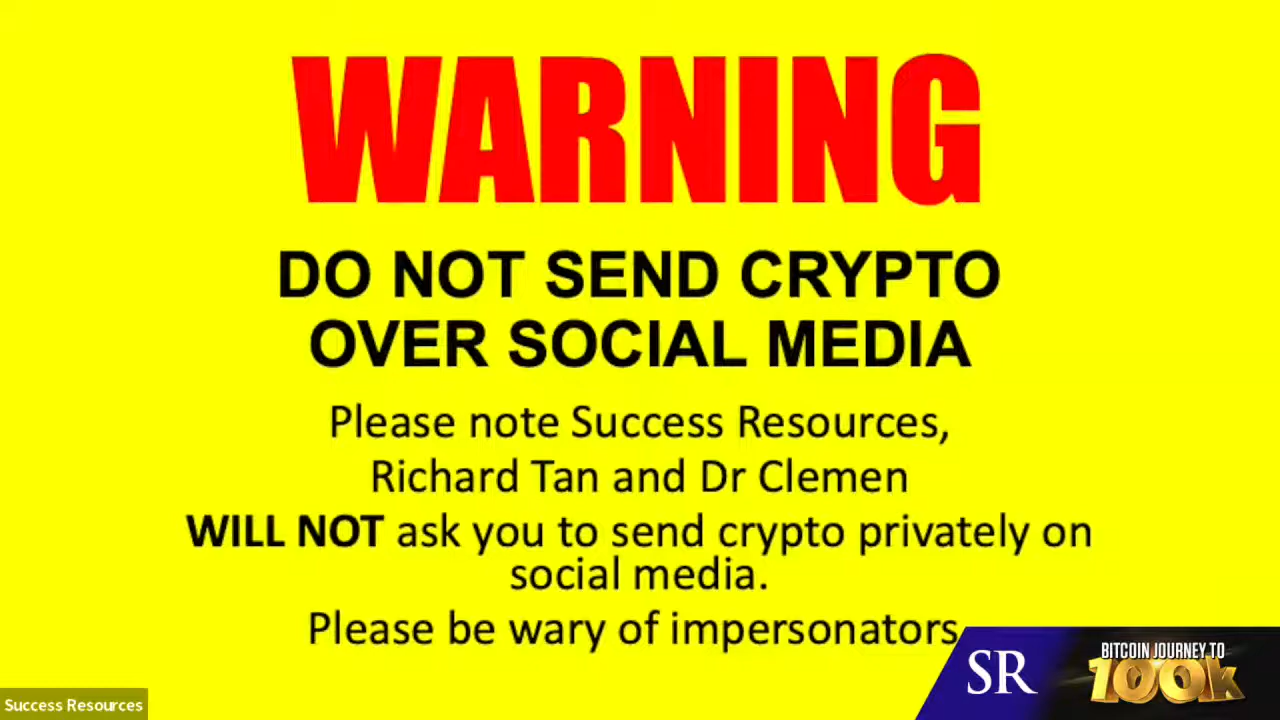 WARNING
DO NOT SEND CRYPTO
OVER SOCIAL MEDIA
Please note Success Resources,
Richard Tan and Dr Clemen
WILL NOT ask you to send crypto privately on
social media.
Please be wary of impersonators
SR
BITCOIN JOURNEY TO
100k
Success Resources